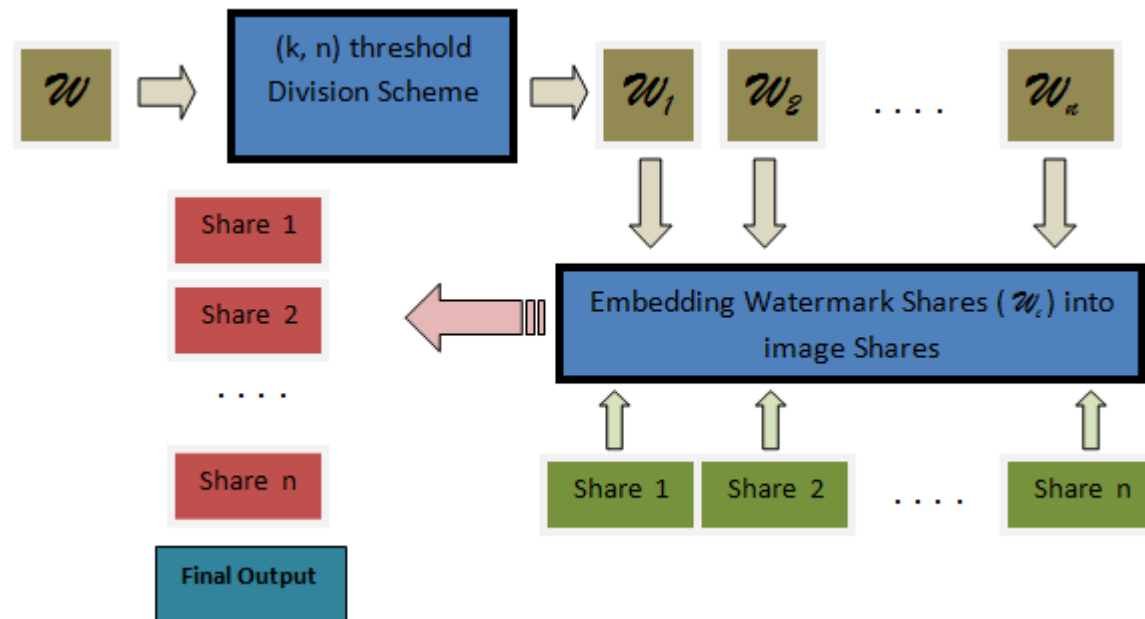 𝒲
(k, n) threshold
Division Scheme
𝒲1
𝒲2
. . . .
𝒲n
Share 1
Share 2
. . . .
Share n
Final Output
Embedding Watermark Shares (𝒲i) into
image Shares
Share 1
Share 2
. . . .
Share n